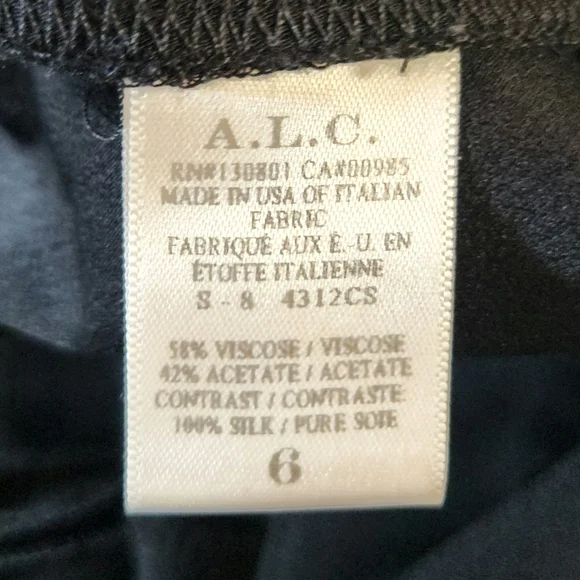 A.L.C.
RN#130801 CA#00985
MADE IN USA OF ITALIAN
FABRIC
FABRIQUE AUX É.-U. EN
ÉTOFFE ITALIENNE
S - 8 4312CS
58% VISCOSE / VISCOSE
42% ACETATE / ACETATE
CONTRAST / CONTRASTE
100% SILK / PURE SOIE
6